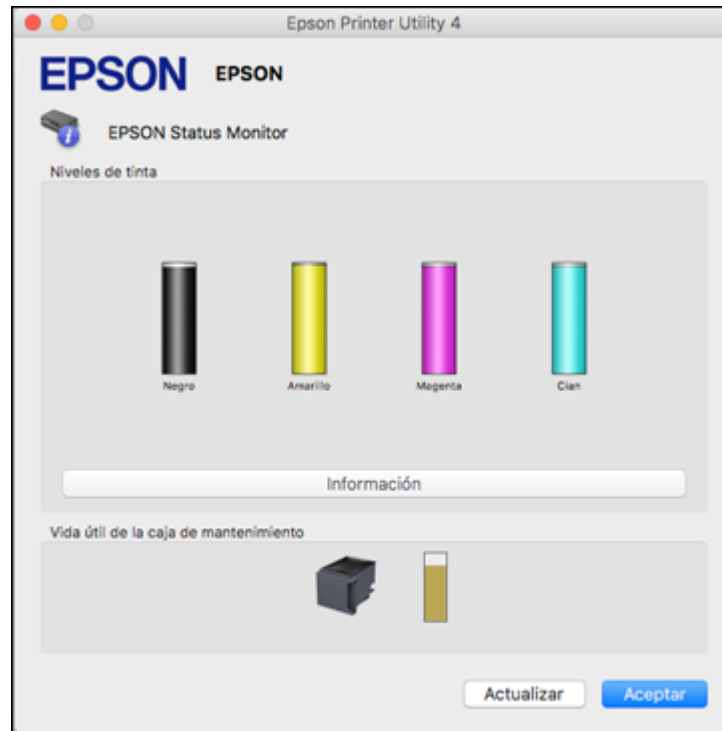 Epson Printer Utility 4
EPSON EPSON
EPSON Status Monitor
Niveles de tinta
Negro Amarillo Magenta Cian
Información
Vida útil de la caja de mantenimiento
Actualizar Aceptar